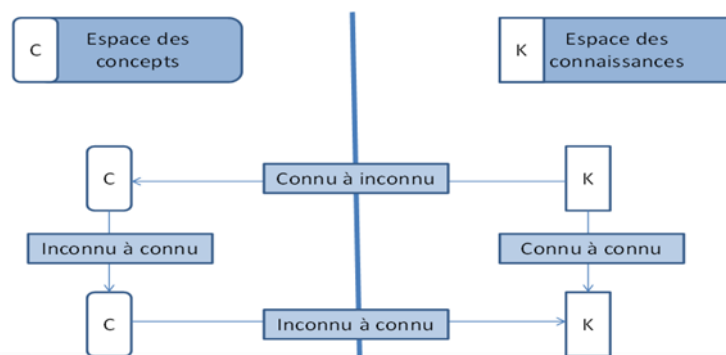 C
Espace des
concepts
K
Espace des
connaissances
C
Connu à inconnu
K
Inconnu à connu
Connu à connu
C
Inconnu à connu
K